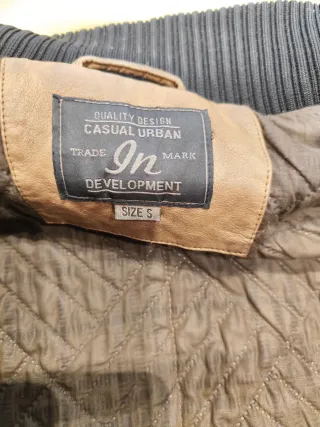 QUALITY DESIGN
CASUAL URBAN
TRADE In MARK
DEVELOPMENT
SIZE S